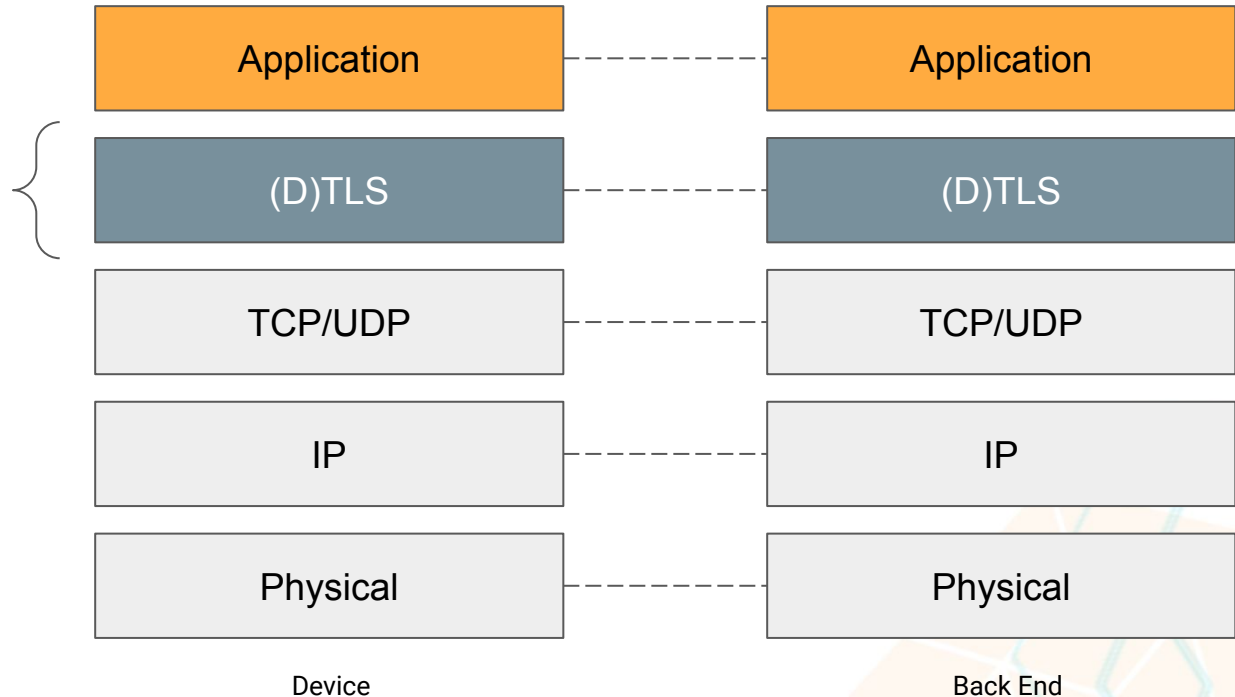 Application
Application
(D)TLS
(D)TLS
TCP/UDP
TCP/UDP
IP
IP
Physical
Physical
Device
Back End